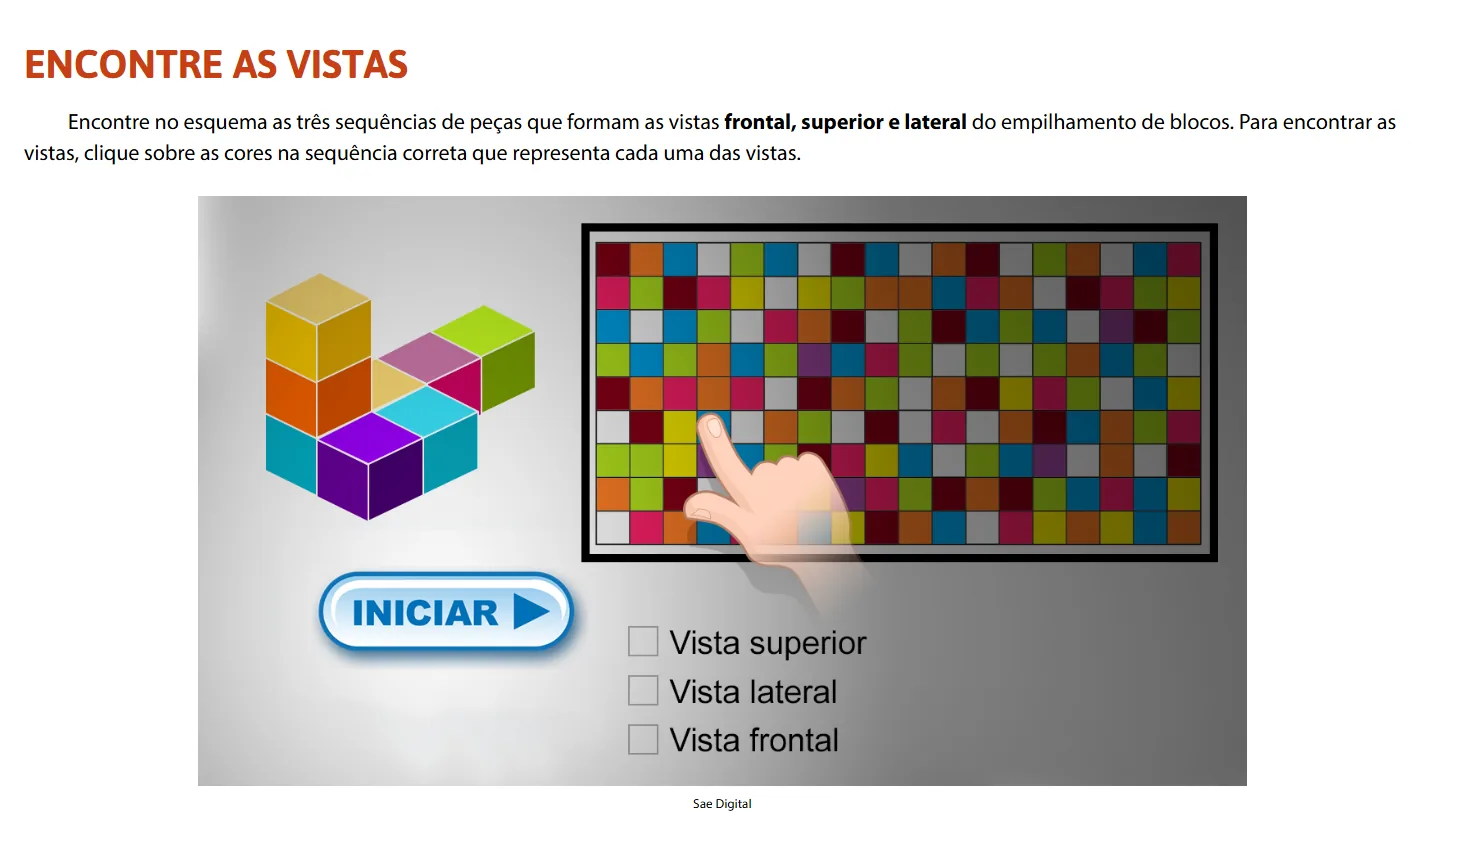 ENCONTRE AS VISTAS
Encontre no esquema as três sequências de peças que formam as vistas frontal, superior e lateral do empilhamento de blocos. Para encontrar as
vistas, clique sobre as cores na sequência correta que representa cada uma das vistas.
INICIAR
Vista superior
Vista lateral
Vista frontal
Sae Digital